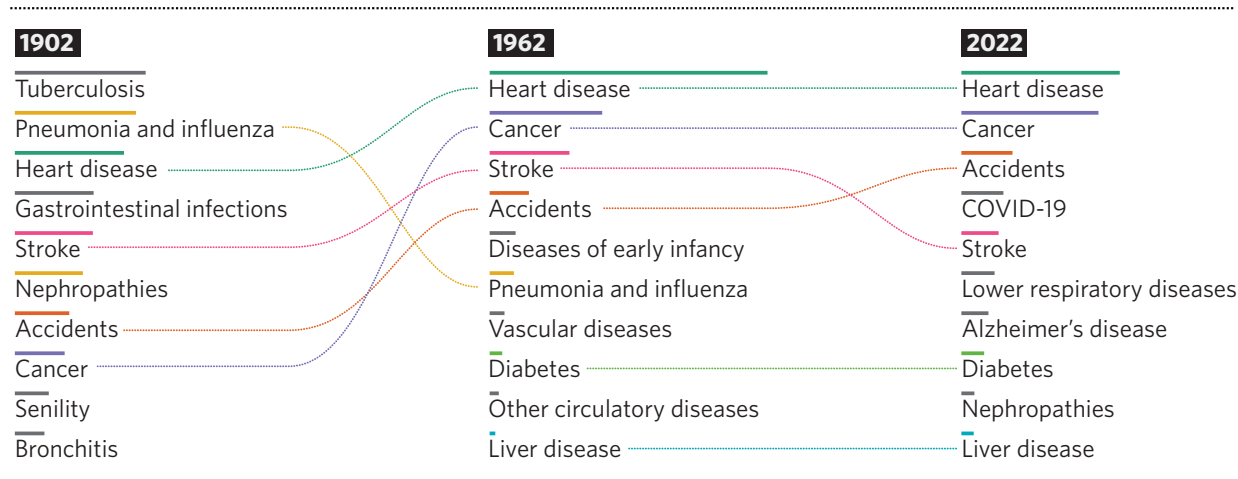 1902
Tuberculosis
Pneumonia and influenza
Heart disease
Gastrointestinal infections
Stroke
Nephropathies
Accidents
Cancer
Senility
Bronchitis
1962
Heart disease
Cancer
Stroke
Accidents
Diseases of early infancy
Pneumonia and influenza
Vascular diseases
Diabetes
Other circulatory diseases
Liver disease
2022
Heart disease
Cancer
Accidents
COVID-19
Stroke
Lower respiratory diseases
Alzheimer’s disease
Diabetes
Nephropathies
Liver disease